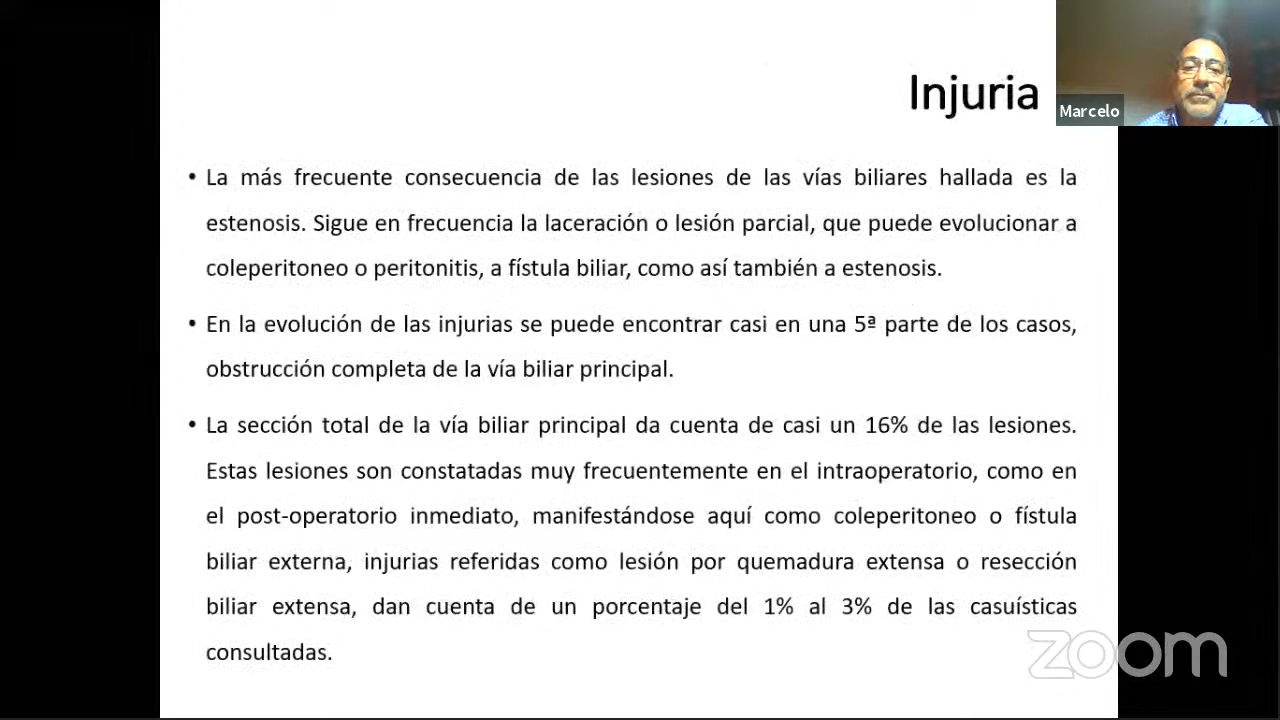 Injuria
Marcelo
• La más frecuente consecuencia de las lesiones de las vías biliares hallada es la
estenosis. Sigue en frecuencia la laceración o lesión parcial, que puede evolucionar a
coleperitoneo o peritonitis, a fístula biliar, como así también a estenosis.
• En la evolución de las injurias se puede encontrar casi en una 5ª parte de los casos,
obstrucción completa de la vía biliar principal.
• La sección total de la vía biliar principal da cuenta de casi un 16% de las lesiones.
Estas lesiones son constatadas muy frecuentemente en el intraoperatorio, como en
el post-operatorio inmediato, manifestándose aquí como coleperitoneo o fístula
biliar externa, injurias referidas como lesión por quemadura extensa o resección
biliar extensa, dan cuenta de un porcentaje del 1% al 3% de las casuísticas
consultadas.
zoom